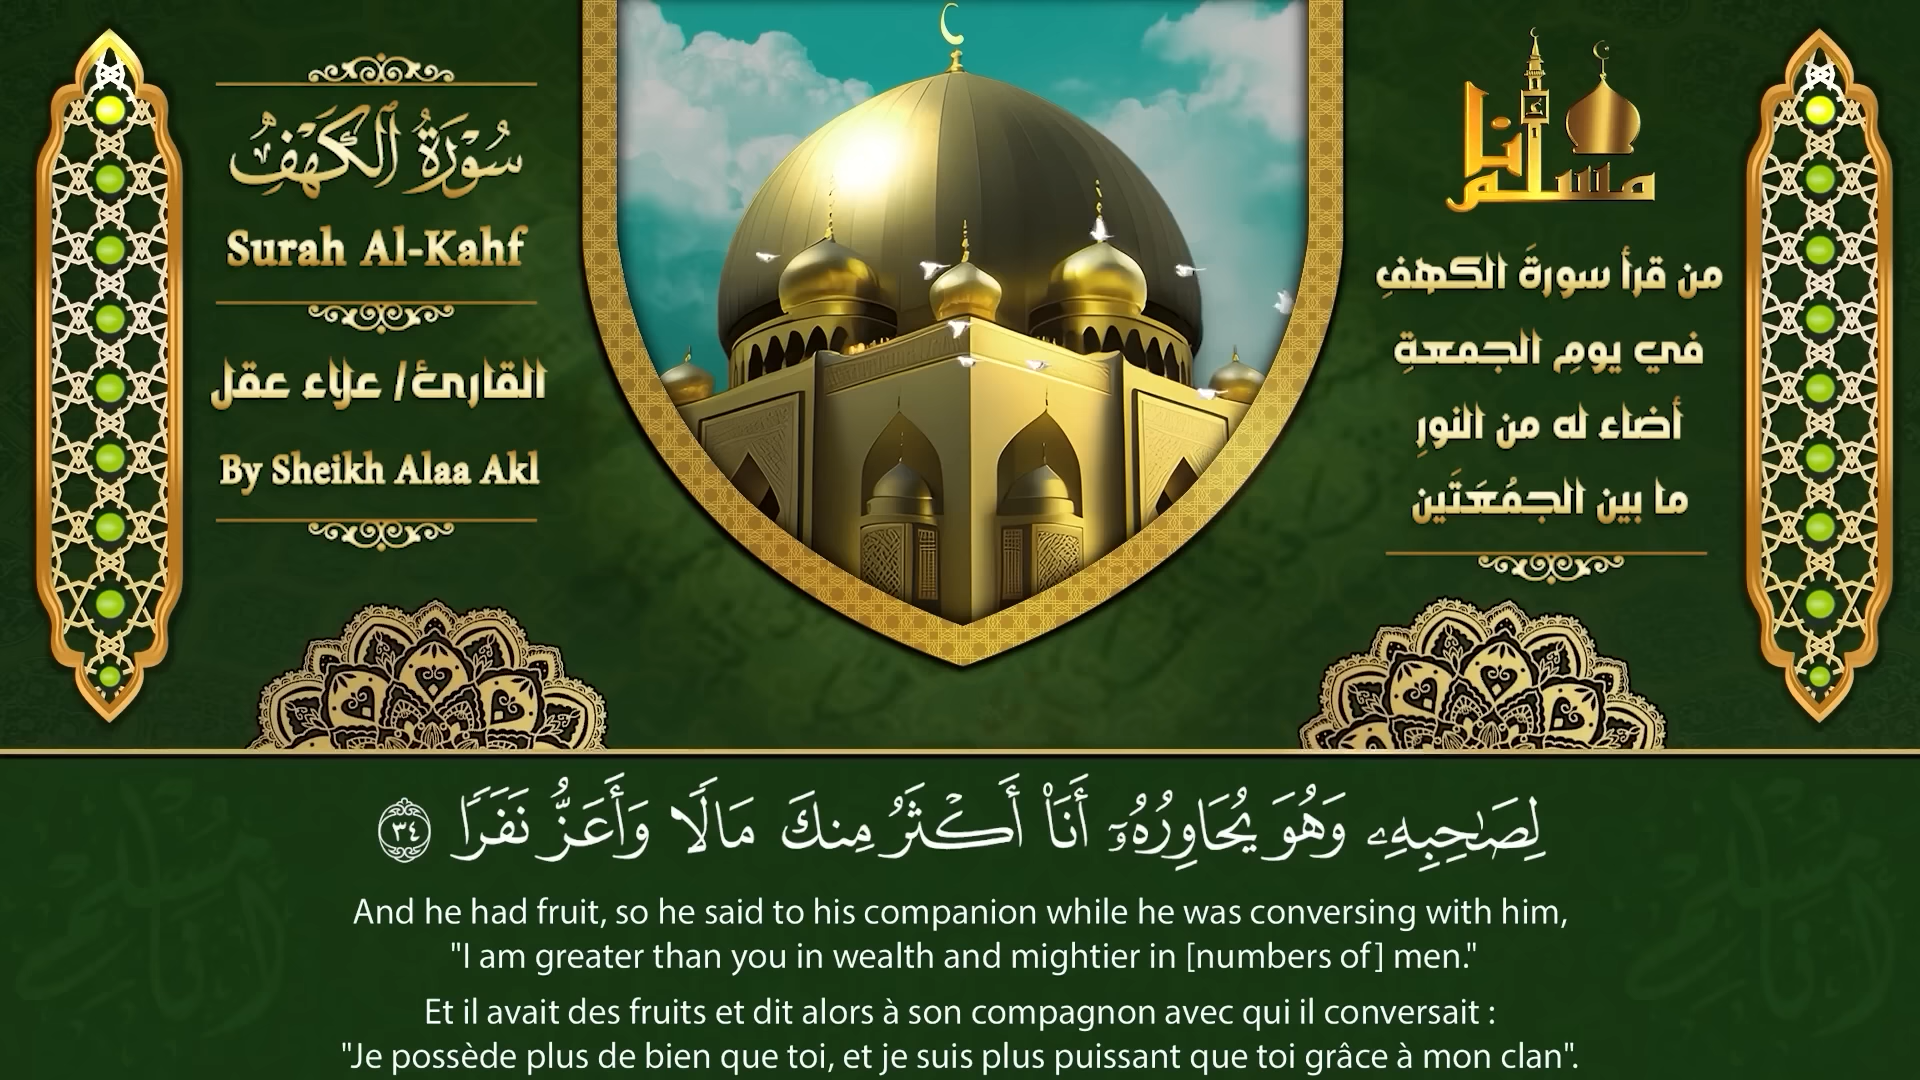 سُورَةُ الكَهْفِ
Surah Al-Kahf
القارئ/ علاء عقل
By Sheikh Alaa Akl
أنا
مسلم
من قرأ سورةَ الكهفِ
في يومِ الجمعةِ
أضاء له من النورِ
ما بين الجمُعَتَين
لِصَٰحِبِهِۦ وَهُوَ يُحَاوِرُهُۥٓ أَنَا۠ أَكۡثَرُ مِنكَ مَالًا وَأَعَزُّ نَفَرًا ٣٤
And he had fruit, so he said to his companion while he was conversing with him,
"I am greater than you in wealth and mightier in [numbers of] men."
Et il avait des fruits et dit alors à son compagnon avec qui il conversait :
"Je possède plus de bien que toi, et je suis plus puissant que toi grâce à mon clan".